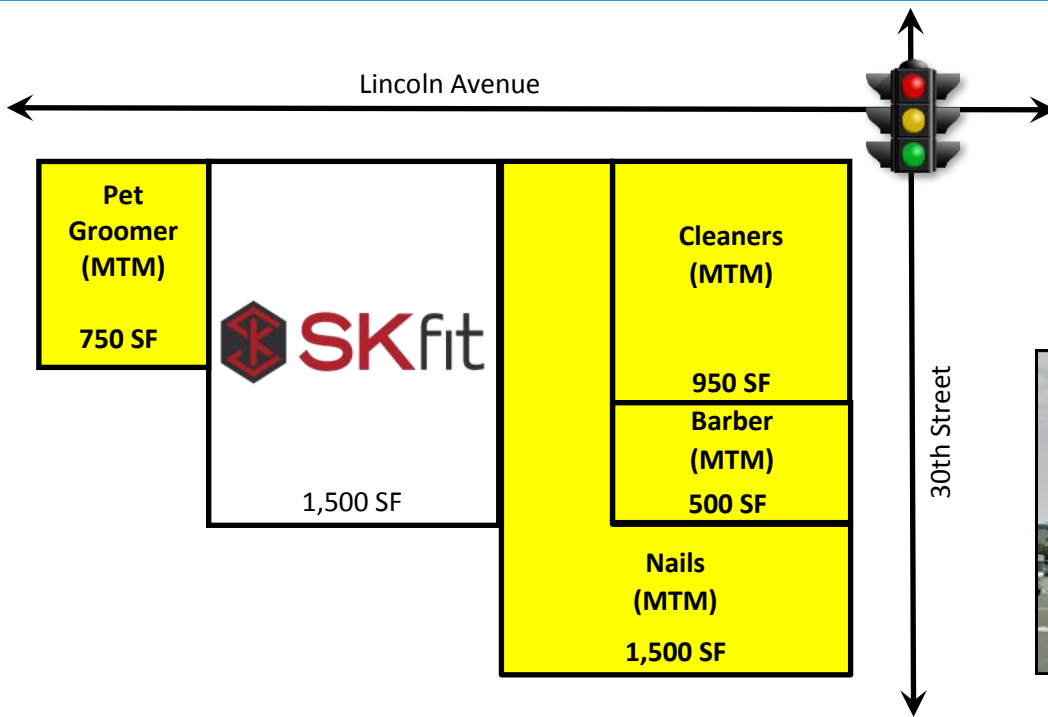 Lincoln Avenue
Pet
Groomer
(MTM)
750 SF
SKfit
1,500 SF
Cleaners
(MTM)
950 SF
Barber
(MTM)
500 SF
Nails
(MTM)
1,500 SF
30th Street